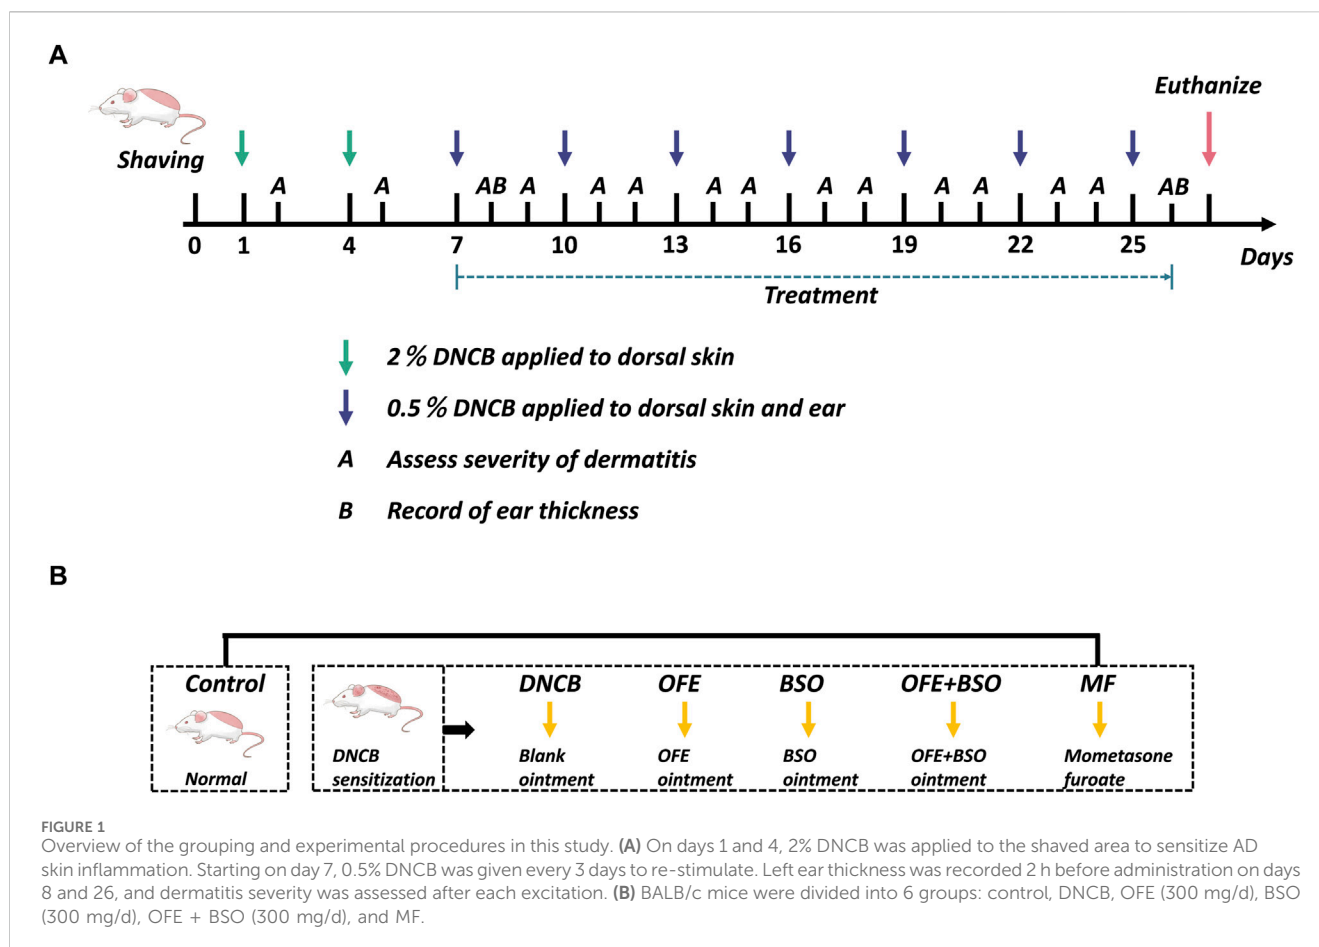 A
Euthanize
Shaving
A A AB A A A A A A A A A A A AB
0 1 4 7 10 13 16 19 22 25
Days
Treatment
2% DNCB applied to dorsal skin
0.5% DNCB applied to dorsal skin and ear
A Assess severity of dermatitis
B Record of ear thickness
B
Control DNCB OFE BSO OFE+BSO MF
Normal
DNCB
sensitization
Blank
ointment
OFE
ointment
BSO
ointment
OFE+BSO
ointment
Mometasone
furoate
FIGURE 1
Overview of the grouping and experimental procedures in this study. (A) On days 1 and 4, 2% DNCB was applied to the shaved area to sensitize AD
skin inflammation. Starting on day 7, 0.5% DNCB was given every 3 days to re-stimulate. Left ear thickness was recorded 2 h before administration on days
8 and 26, and dermatitis severity was assessed after each excitation. (B) BALB/c mice were divided into 6 groups: control, DNCB, OFE (300 mg/d), BSO
(300 mg/d), OFE + BSO (300 mg/d), and MF.